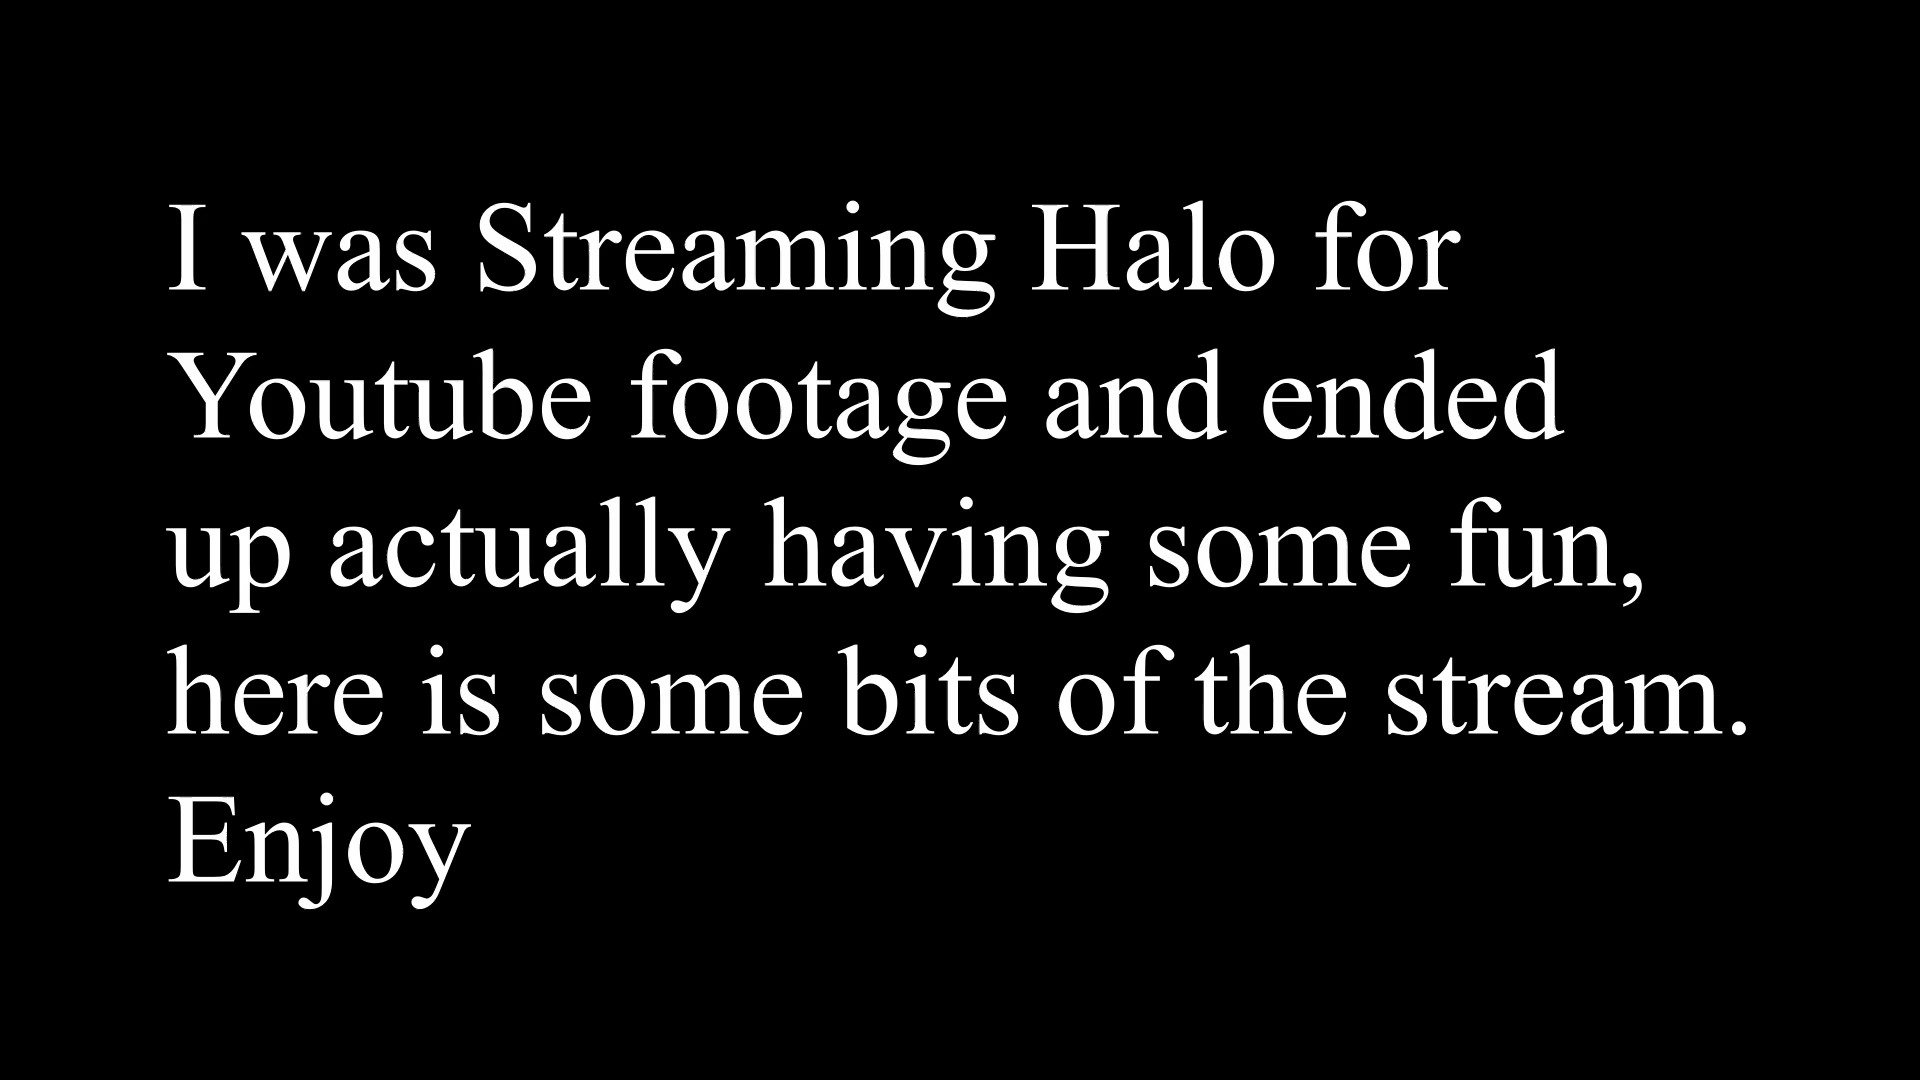 I was Streaming Halo for
Youtube footage and ended
up actually having some fun,
here is some bits of the stream.
Enjoy